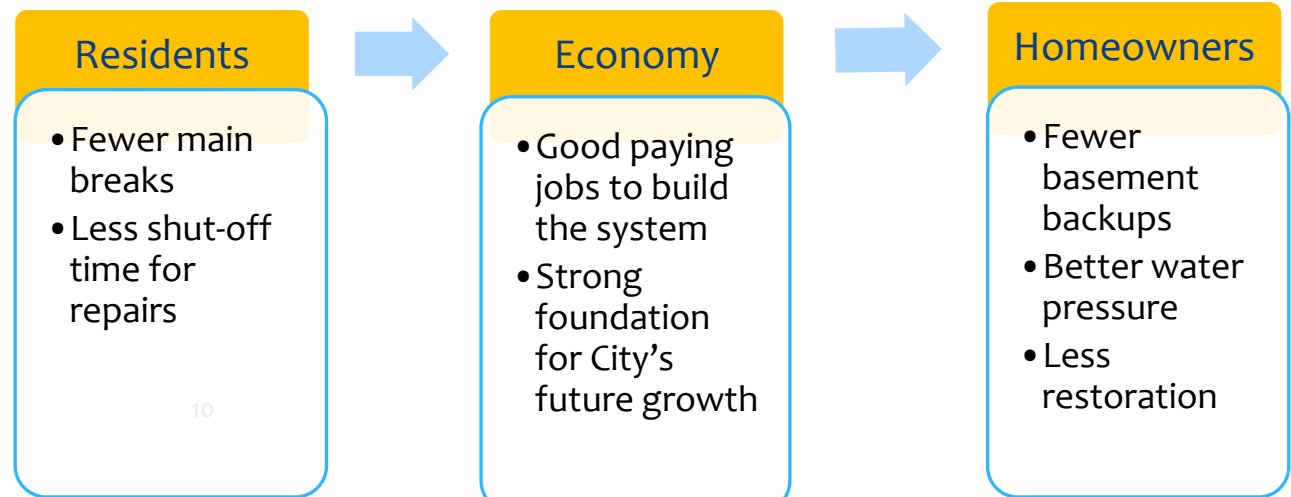 Residents
• Fewer main
breaks
• Less shut-off
time for
repairs
10
Economy
• Good paying
jobs to build
the system
• Strong
foundation
for City’s
future growth
Homeowners
• Fewer
basement
backups
• Better water
pressure
• Less
restoration